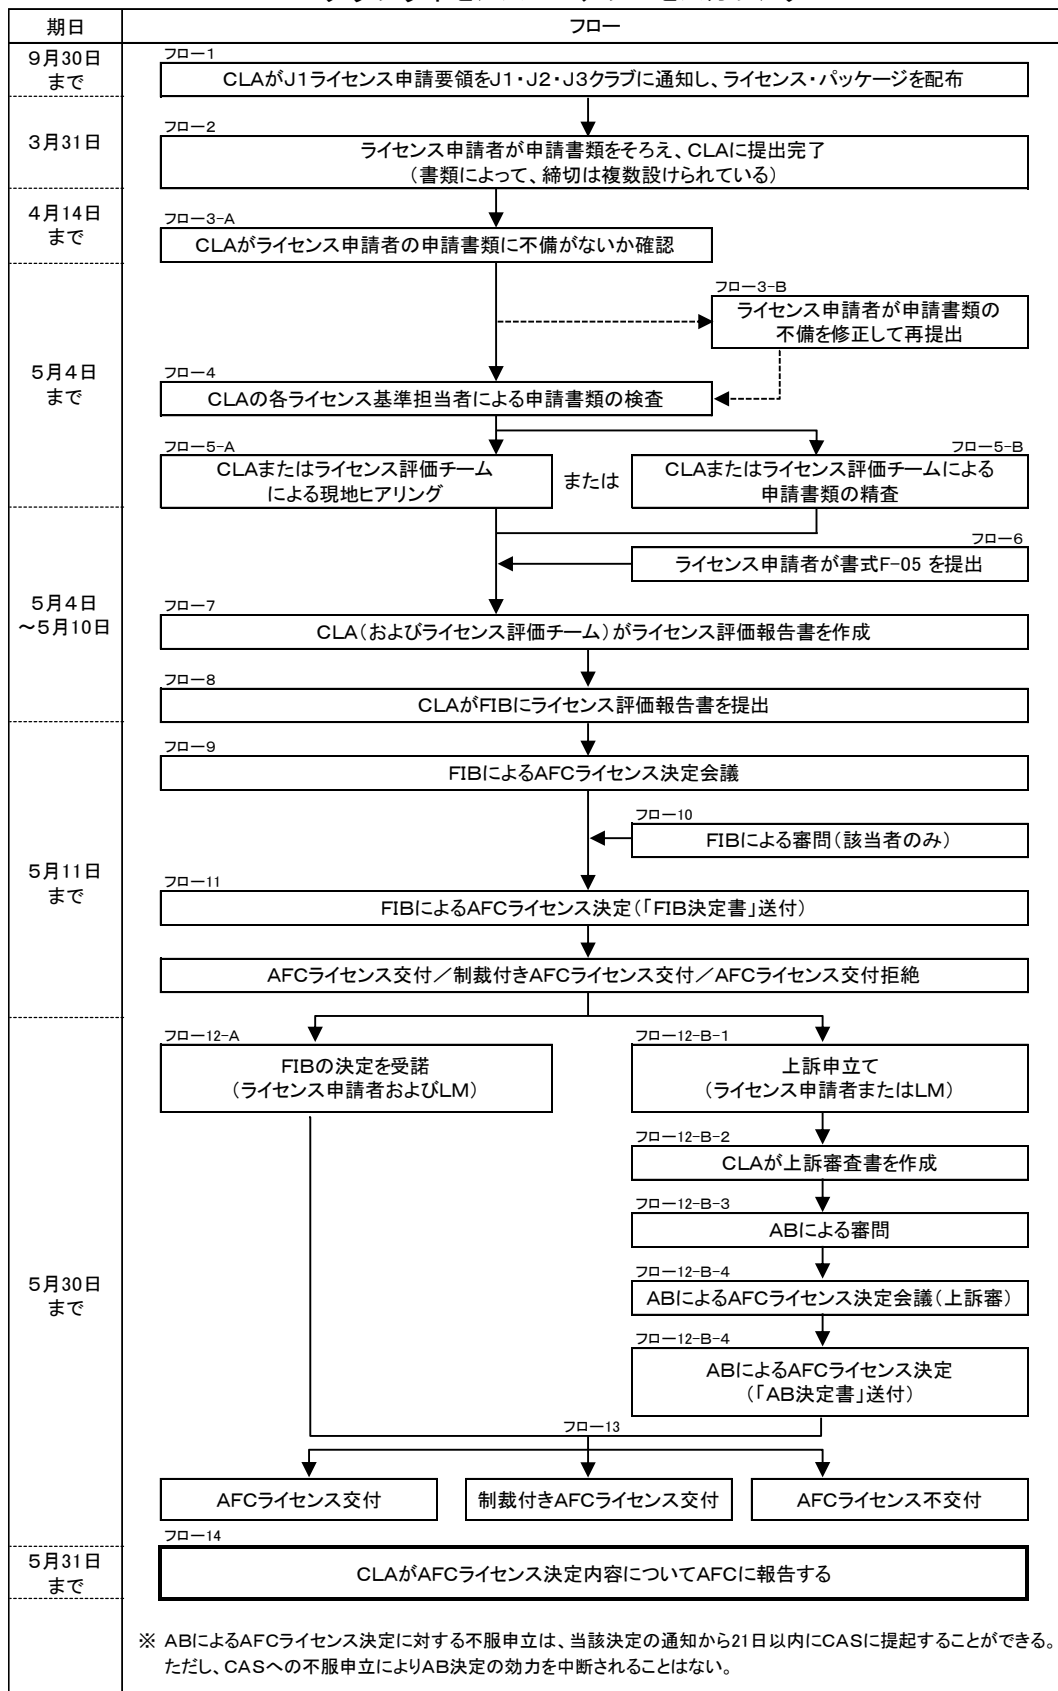 期日
フロー
9月30日
まで
フロー1
CLAがJ1ライセンス申請要領をJ1・J2・J3クラブに通知し、ライセンス・パッケージを配布
3月31日
フロー2
ライセンス申請者が申請書類をそろえ、CLAに提出完了
(書類によって、締切は複数設けられている)
4月14日
まで
フロー3-A
CLAがライセンス申請者の申請書類に不備がないか確認
フロー3-B
ライセンス申請者が申請書類の
不備を修正して再提出
5月4日
まで
フロー4
CLAの各ライセンス基準担当者による申請書類の検査
フロー5-A
CLAまたはライセンス評価チーム
による現地ヒアリング
または
フロー5-B
CLAまたはライセンス評価チームによる
申請書類の精査
フロー6
ライセンス申請者が書式F-05 を提出
5月4日
~5月10日
フロー7
CLA(およびライセンス評価チーム)がライセンス評価報告書を作成
フロー8
CLAがFIBにライセンス評価報告書を提出
フロー9
FIBによるAFCライセンス決定会議
フロー10
FIBによる審問(該当者のみ)
5月11日
まで
フロー11
FIBによるAFCライセンス決定(「FIB決定書」送付)
AFCライセンス交付/制裁付きAFCライセンス交付/AFCライセンス交付拒絶
フロー12-A
FIBの決定を受諾
(ライセンス申請者およびLM)
フロー12-B-1
上訴申立て
(ライセンス申請者またはLM)
フロー12-B-2
CLAが上訴審査書を作成
フロー12-B-3
ABによる審問
5月30日
まで
フロー12-B-4
ABによるAFCライセンス決定会議(上訴審)
フロー12-B-4
ABによるAFCライセンス決定
(「AB決定書」送付)
フロー13
AFCライセンス交付
制裁付きAFCライセンス交付
AFCライセンス不交付
5月31日
まで
フロー14
CLAがAFCライセンス決定内容についてAFCに報告する
※ ABによるAFCライセンス決定に対する不服申立は、当該決定の通知から21日以内にCASに提起することができる。
ただし、CASへの不服申立によりAB決定の効力を中断されることはない。